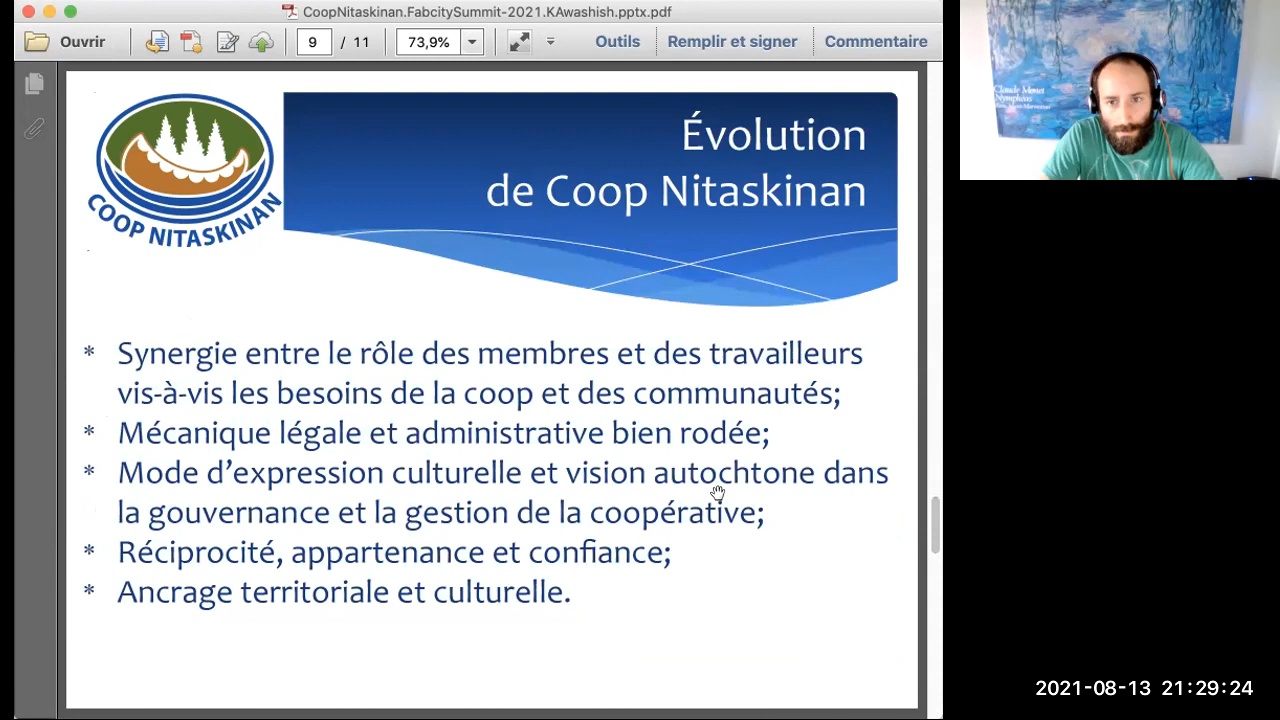 CoopNitaskinan.FabcitySummit-2021.KAwashish.pptx.pdf
Ouvrir
9 / 11
73,9%
Outils
Remplir et signer
Commentaire
COOP NITASKINAN
Évolution
de Coop Nitaskinan
* Synergie entre le rôle des membres et des travailleurs
vis-à-vis les besoins de la coop et des communautés;
* Mécanique légale et administrative bien rodée;
* Mode d’expression culturelle et vision autochtone dans
la gouvernance et la gestion de la coopérative;
* Réciprocité, appartenance et confiance;
* Ancrage territoriale et culturelle.
Claude Monet
Nymphéas
2021-08-13 21:29:24